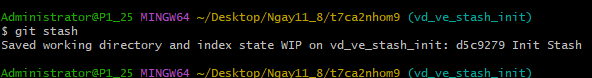 Administrator@P1_25 MINGW64 ~/Desktop/Ngay11_8/t7ca2nhom9 (vd_ve_stash_init)
$ git stash
Saved working directory and index state WIP on vd_ve_stash_init: d5c9279 Init Stash
Administrator@P1_25 MINGW64 ~/Desktop/Ngay11_8/t7ca2nhom9 (vd_ve_stash_init)